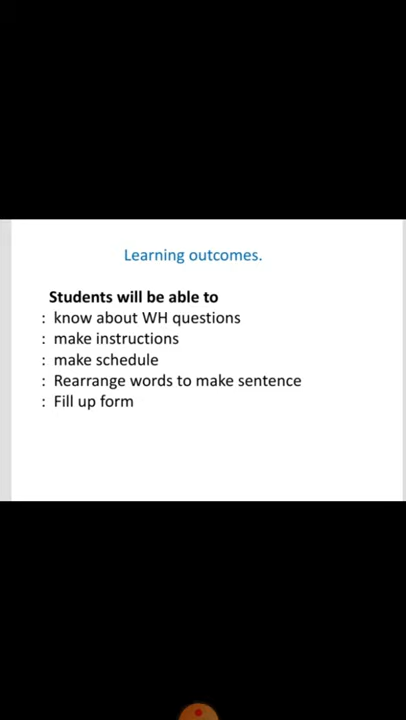 Learning outcomes.
Students will be able to
: know about WH questions
: make instructions
: make schedule
: Rearrange words to make sentence
: Fill up form